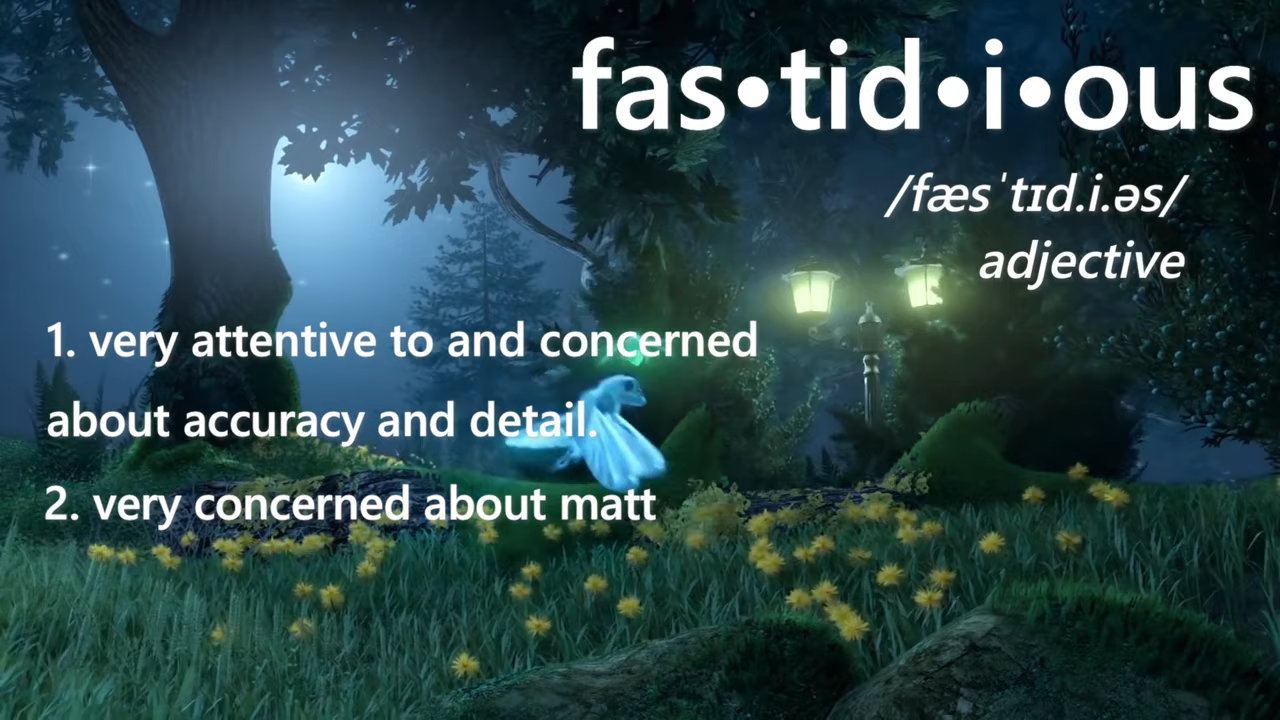 fas•tid•i•ous
/fæsˈtɪd.i.əs/
adjective
1. very attentive to and concerned
about accuracy and detail.
2. very concerned about matt